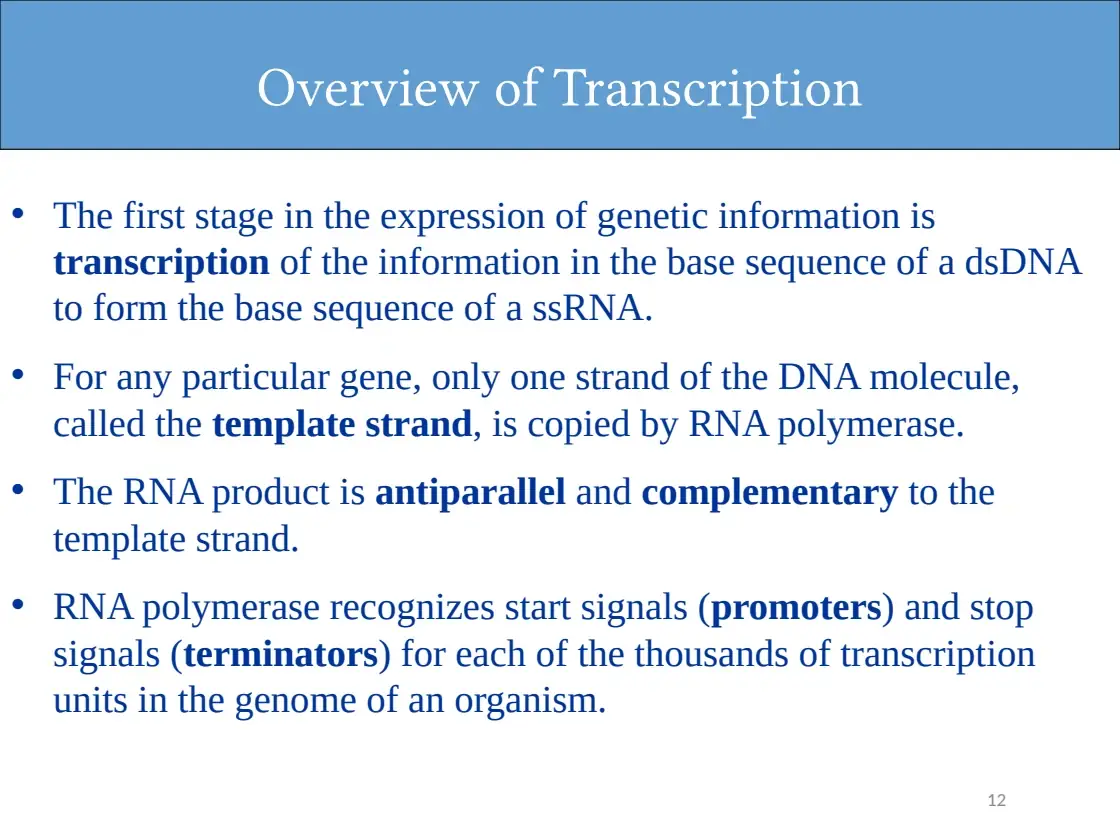 Overview of Transcription
• The first stage in the expression of genetic information is
transcription of the information in the base sequence of a dsDNA
to form the base sequence of a ssRNA.
• For any particular gene, only one strand of the DNA molecule,
called the template strand, is copied by RNA polymerase.
• The RNA product is antiparallel and complementary to the
template strand.
• RNA polymerase recognizes start signals (promoters) and stop
signals (terminators) for each of the thousands of transcription
units in the genome of an organism.
12